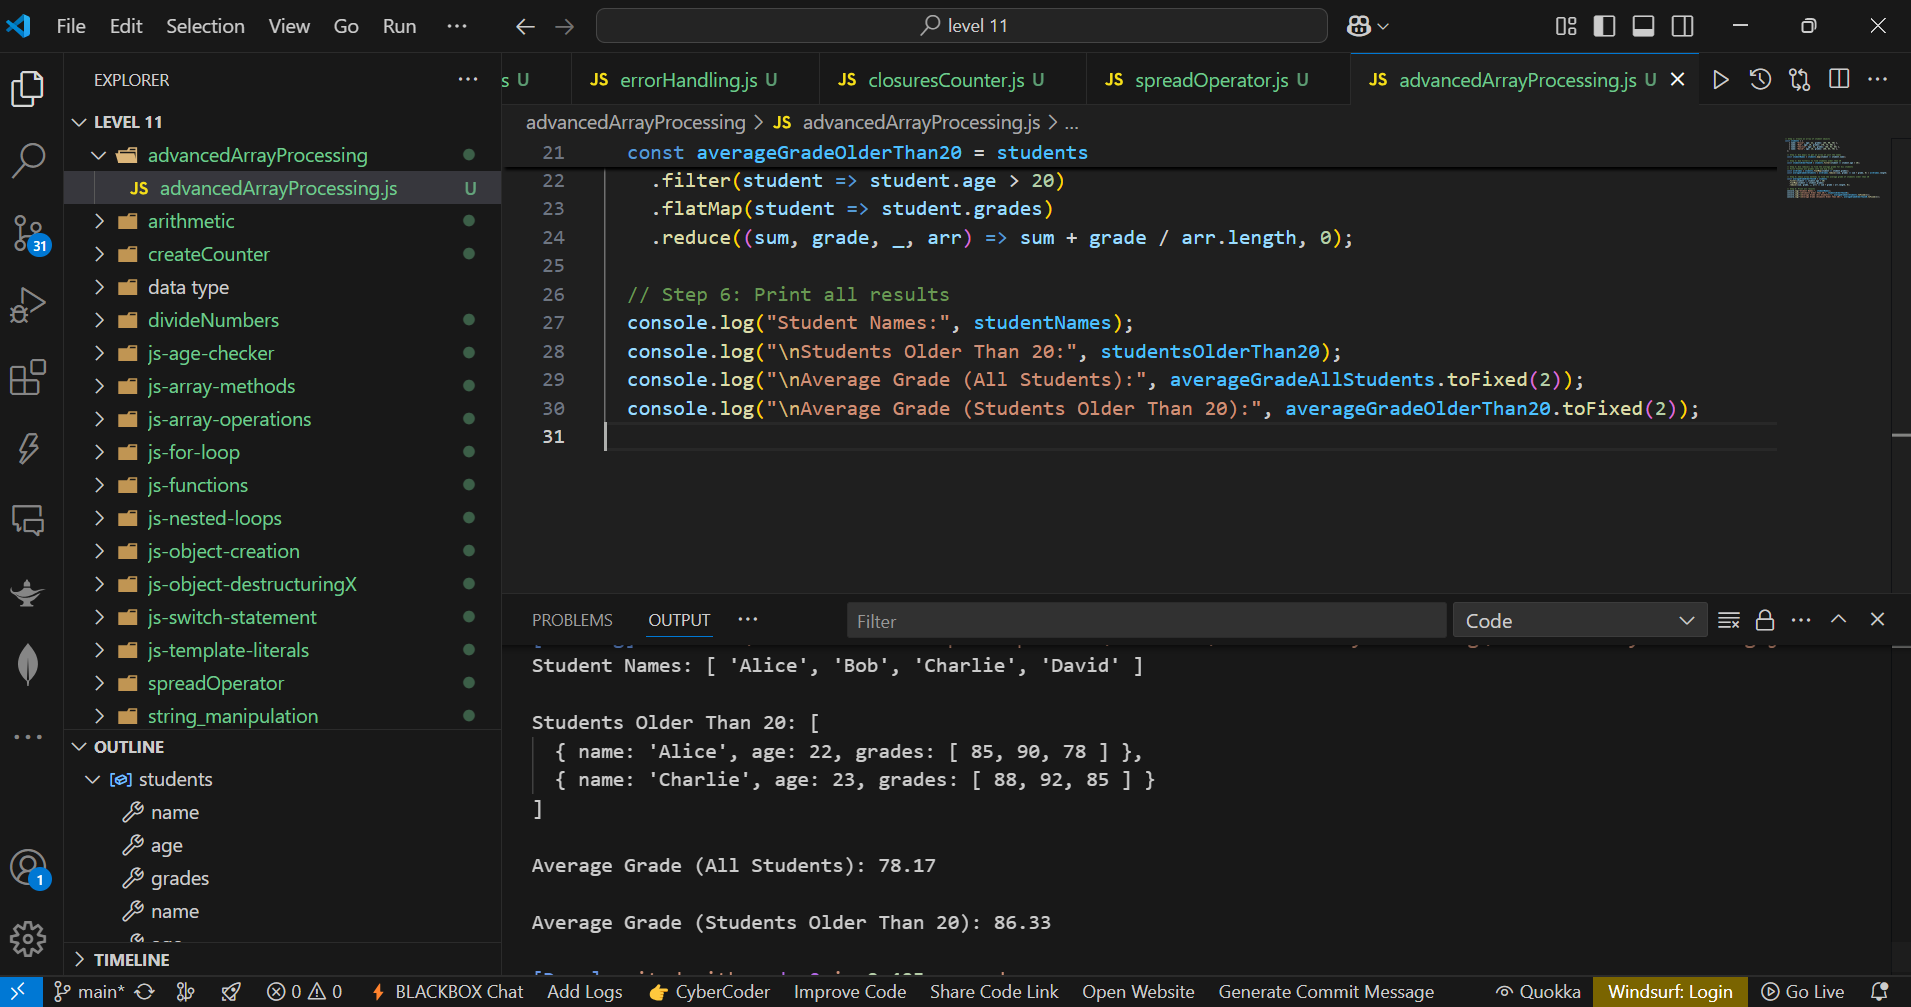 File Edit Selection View Go Run ···
level 11
EXPLORER ···
s U
JS errorHandling.js U
JS closuresCounter.js U
JS spreadOperator.js U
JS advancedArrayProcessing.js U
advancedArrayProcessing > JS advancedArrayProcessing.js > ...
LEVEL 11
advancedArrayProcessing
JS advancedArrayProcessing.js U
arithmetic
createCounter
data type
divideNumbers
js-age-checker
js-array-methods
js-array-operations
js-for-loop
js-functions
js-nested-loops
js-object-creation
js-object-destructuringX
js-switch-statement
js-template-literals
spreadOperator
string_manipulation
31
1
OUTLINE
students
name
age
grades
name
TIMELINE
21 const averageGradeOlderThan20 = students
22 .filter(student => student.age > 20)
23 .flatMap(student => student.grades)
24 .reduce((sum, grade, _, arr) => sum + grade / arr.length, 0);
25
26 // Step 6: Print all results
27 console.log("Student Names:", studentNames);
28 console.log("\nStudents Older Than 20:", studentsOlderThan20);
29 console.log("\nAverage Grade (All Students):", averageGradeAllStudents.toFixed(2));
30 console.log("\nAverage Grade (Students Older Than 20):", averageGradeOlderThan20.toFixed(2));
31
PROBLEMS OUTPUT ··· Filter Code
Student Names: [ 'Alice', 'Bob', 'Charlie', 'David' ]
Students Older Than 20: [
{ name: 'Alice', age: 22, grades: [ 85, 90, 78 ] },
{ name: 'Charlie', age: 23, grades: [ 88, 92, 85 ] }
]
Average Grade (All Students): 78.17
Average Grade (Students Older Than 20): 86.33
main* 0 0 BLACKBOX Chat Add Logs CyberCoder Improve Code Share Code Link Open Website Generate Commit Message Quokka Windsurf: Login Go Live